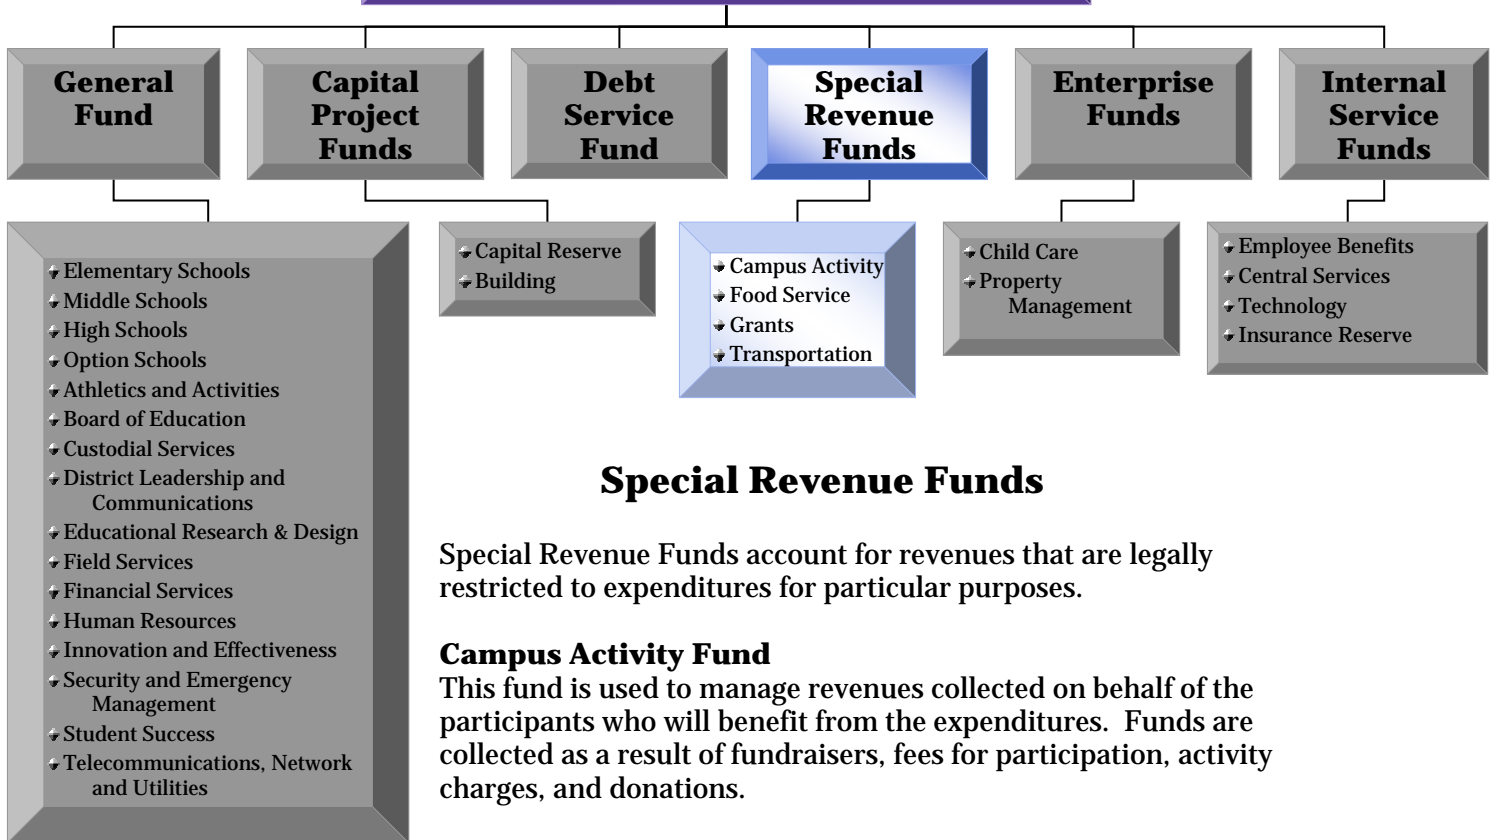 General
Fund
Capital
Project
Funds
Debt
Service
Fund
Special
Revenue
Funds
Enterprise
Funds
Internal
Service
Funds
Elementary Schools
Middle Schools
High Schools
Option Schools
Athletics and Activities
Board of Education
Custodial Services
District Leadership and
Communications
Educational Research & Design
Field Services
Financial Services
Human Resources
Innovation and Effectiveness
Security and Emergency
Management
Student Success
Telecommunications, Network
and Utilities
Capital Reserve
Building
Campus Activity
Food Service
Grants
Transportation
Child Care
Property
Management
Employee Benefits
Central Services
Technology
Insurance Reserve
Special Revenue Funds
Special Revenue Funds account for revenues that are legally
restricted to expenditures for particular purposes.
Campus Activity Fund
This fund is used to manage revenues collected on behalf of the
participants who will benefit from the expenditures.  Funds are
collected as a result of fundraisers, fees for participation, activity
charges, and donations.